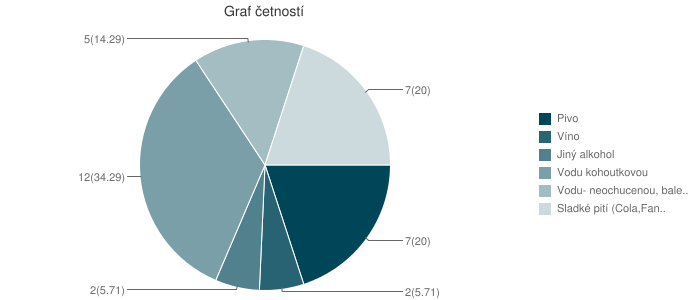 Graf četností
5(14.29)
7(20)
12(34.29)
7(20)
2(5.71)
2(5.71)
Pivo
Víno
Jiný alkohol
Vodu kohoutkovou
Vodu- neochucenou, bale..
Sladké pití (Cola,Fan..